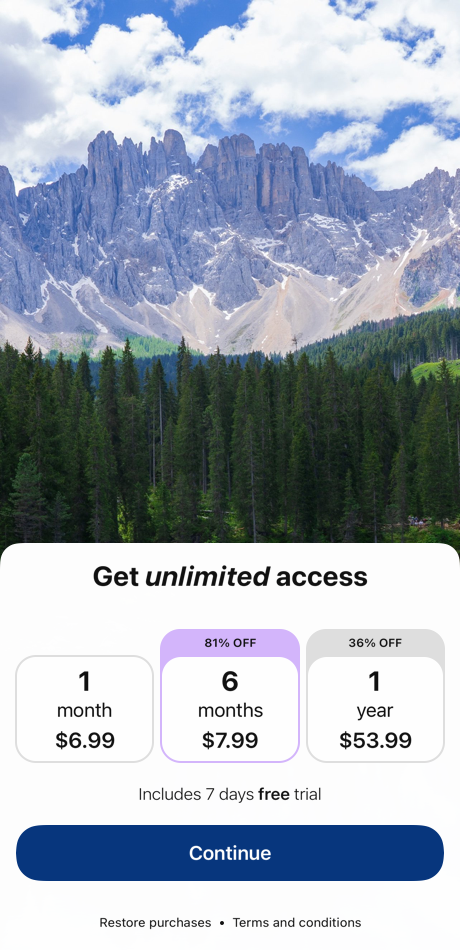 Get unlimited access
81% OFF
36% OFF
1
month
$6.99
6
months
$7.99
1
year
$53.99
Includes 7 days free trial
Continue
Restore purchases • Terms and conditions